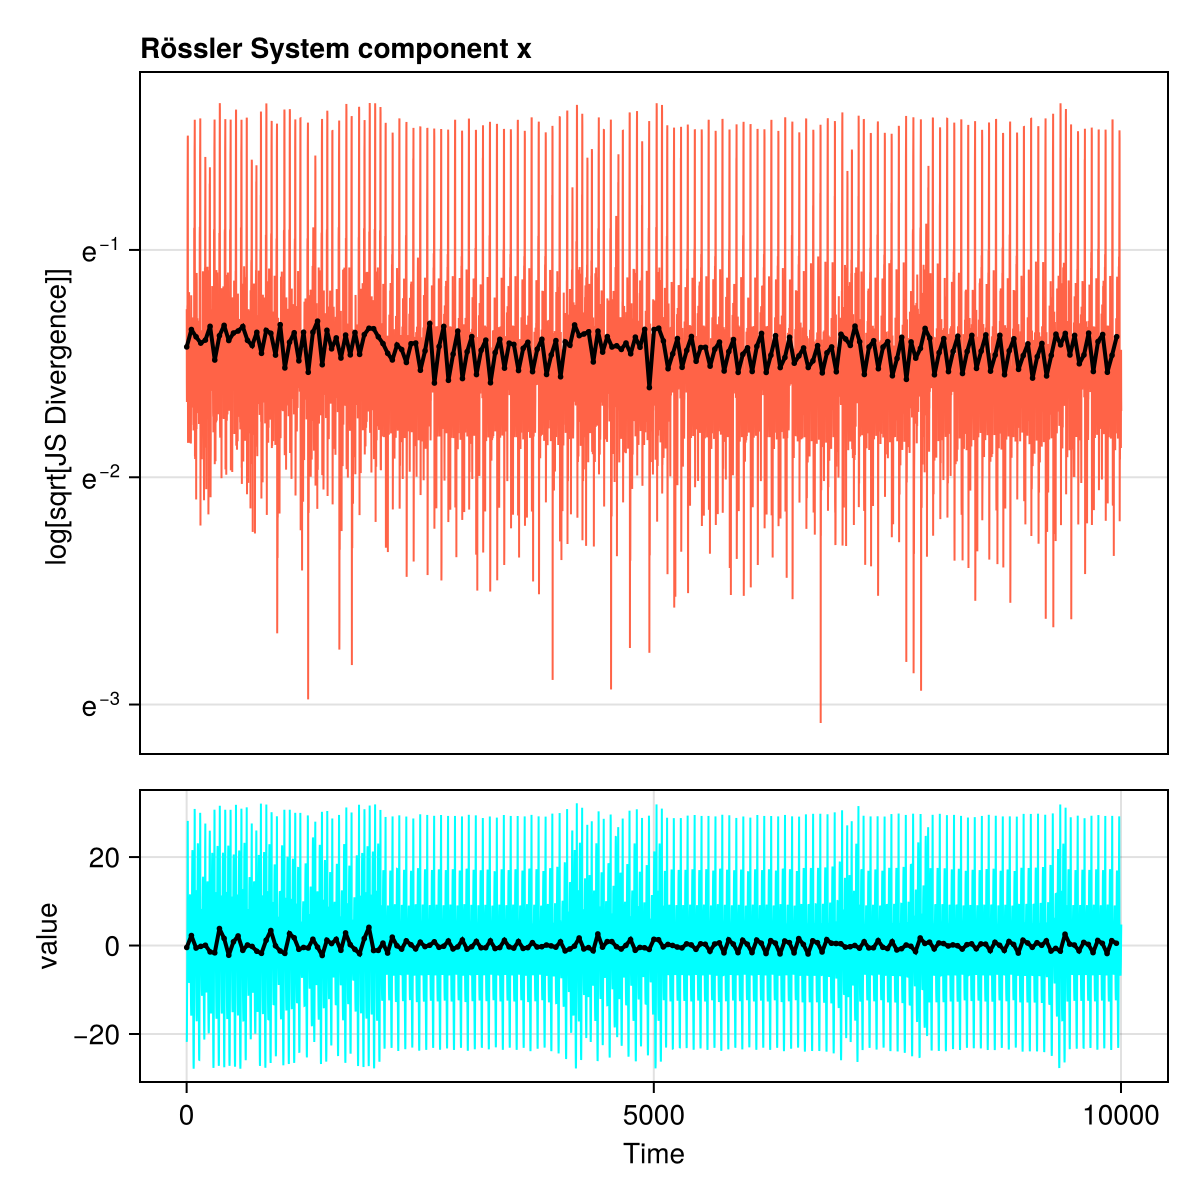 Rössler System component x
log[sqrt[JS Divergence]]
e⁻¹
e⁻²
e⁻³
value
20
0
−20
0 5000 10000
Time